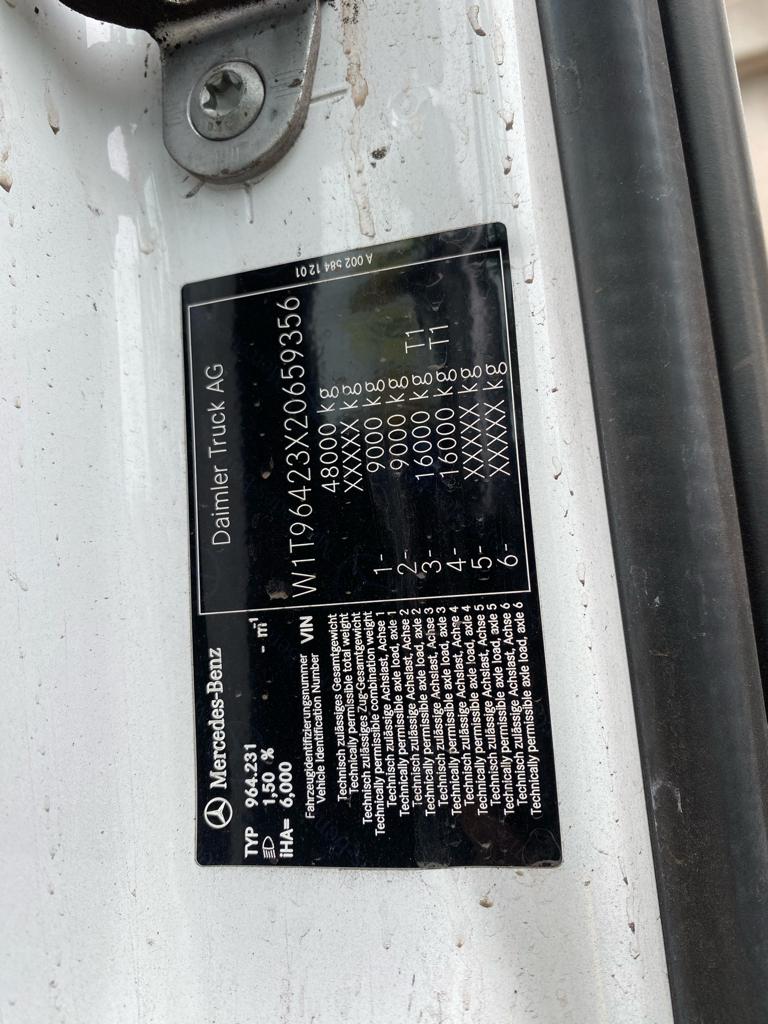 Mercedes-Benz
Daimler Truck AG
A 002 584 12 01
TYP 964.231
1,50 % - m-1
iHA= 6,000
Fahrzeugidentifizierungsnummer
Vehicle Identification Number VIN W1T96423X20659356
Technisch zulässiges Gesamtgewicht
Technically permissible total weight 48000 kg
Technisch zulässiges Zug-Gesamtgewicht
Technically permissible combination weight XXXXX kg
Technisch zulässige Achslast, Achse 1
Technically permissible axle load, axle 1 1- 9000 kg
Technisch zulässige Achslast, Achse 2
Technically permissible axle load, axle 2 2- 9000 kg
Technisch zulässige Achslast, Achse 3
Technically permissible axle load, axle 3 3- 16000 kg T1
Technisch zulässige Achslast, Achse 4
Technically permissible axle load, axle 4 4- 16000 kg T1
Technisch zulässige Achslast, Achse 5
Technically permissible axle load, axle 5 5- XXXXX kg
Technisch zulässige Achslast, Achse 6
Technically permissible axle load, axle 6 6- XXXXX kg